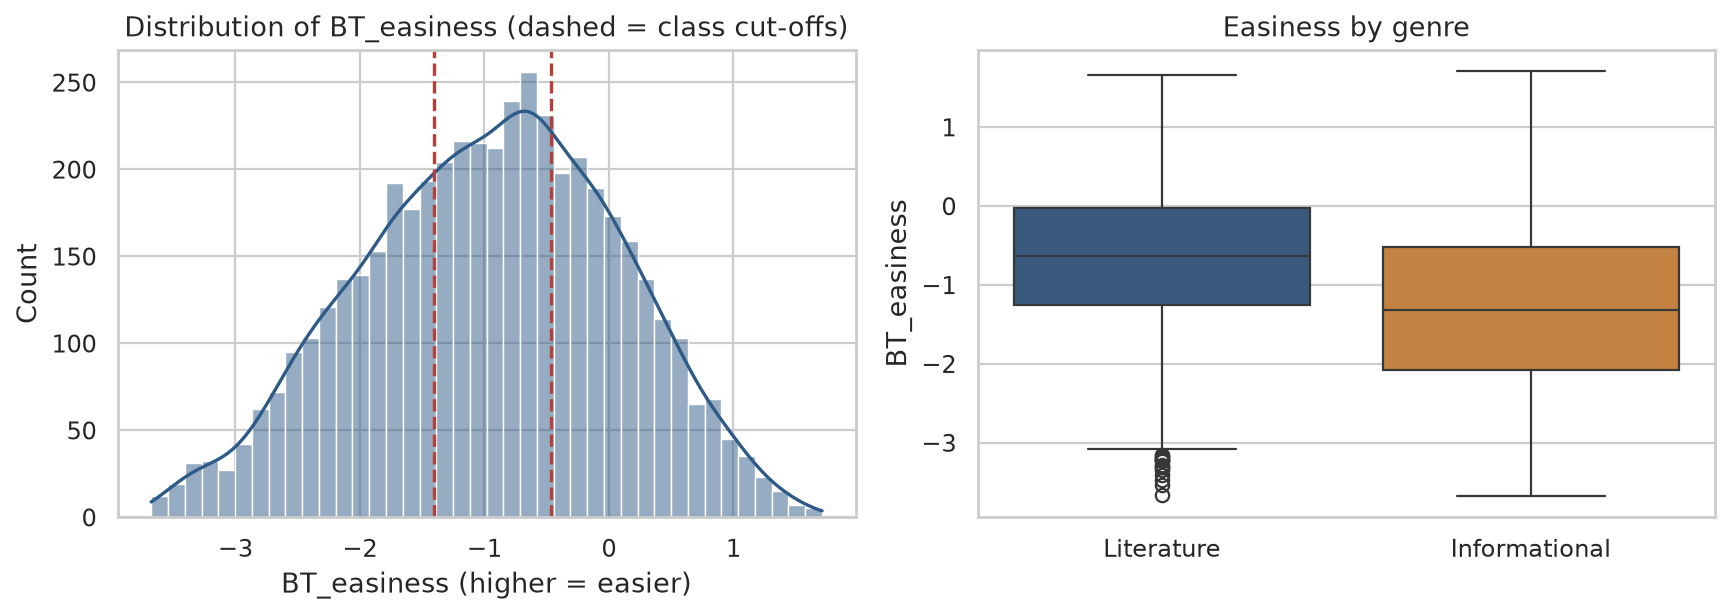 Distribution of BT_easiness (dashed = class cut-offs)
250
200
150
100
50
0
Count
−3
−2
−1
0
1
BT_easiness (higher = easier)
Easiness by genre
1
0
−1
−2
−3
BT_easiness
Literature
Informational